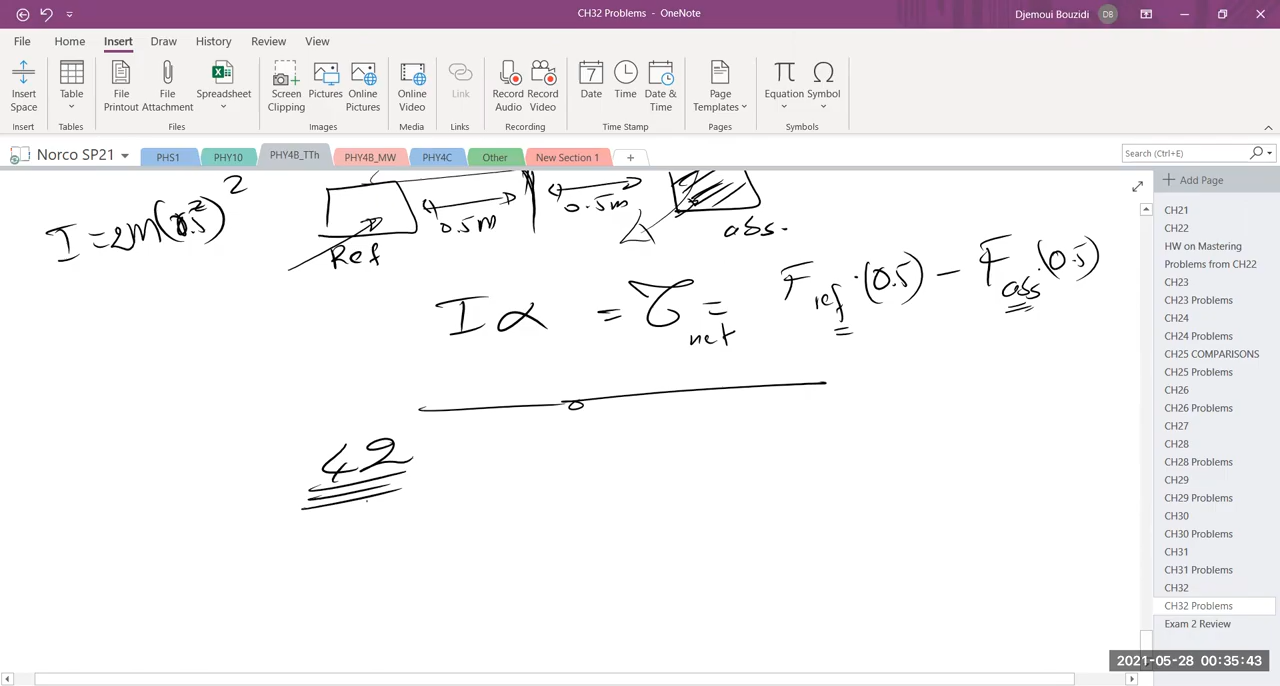 CH32 Problems - OneNote
Djemoui Bouzidi DB
File Home Insert Draw History Review View
Insert Space Table File Printout File Attachment Spreadsheet Screen Clipping Pictures Online Pictures Online Video Link Record Audio Record Video Date Time Date & Time Page Templates Equation Symbol
Insert Tables Files Images Media Links Recording Time Stamp Pages Symbols
Norco SP21 PHS1 PHY10 PHY4B_TTh PHY4B_MW PHY4C Other New Section 1 +
Search (Ctrl+E)
Add Page
CH21
CH22
HW on Mastering
Problems from CH22
CH23
CH23 Problems
CH24
CH24 Problems
CH25 COMPARISONS
CH25 Problems
CH26
CH26 Problems
CH27
CH28
CH28 Problems
CH29
CH29 Problems
CH30
CH30 Problems
CH31
CH31 Problems
CH32
CH32 Problems
Exam 2 Review
0.5m 0.5m
Ref abs.
I = 2m( )²
Iα = τnet = Fref·(0.5) − Fabs·(0.5)
42
2021-05-28 00:35:43